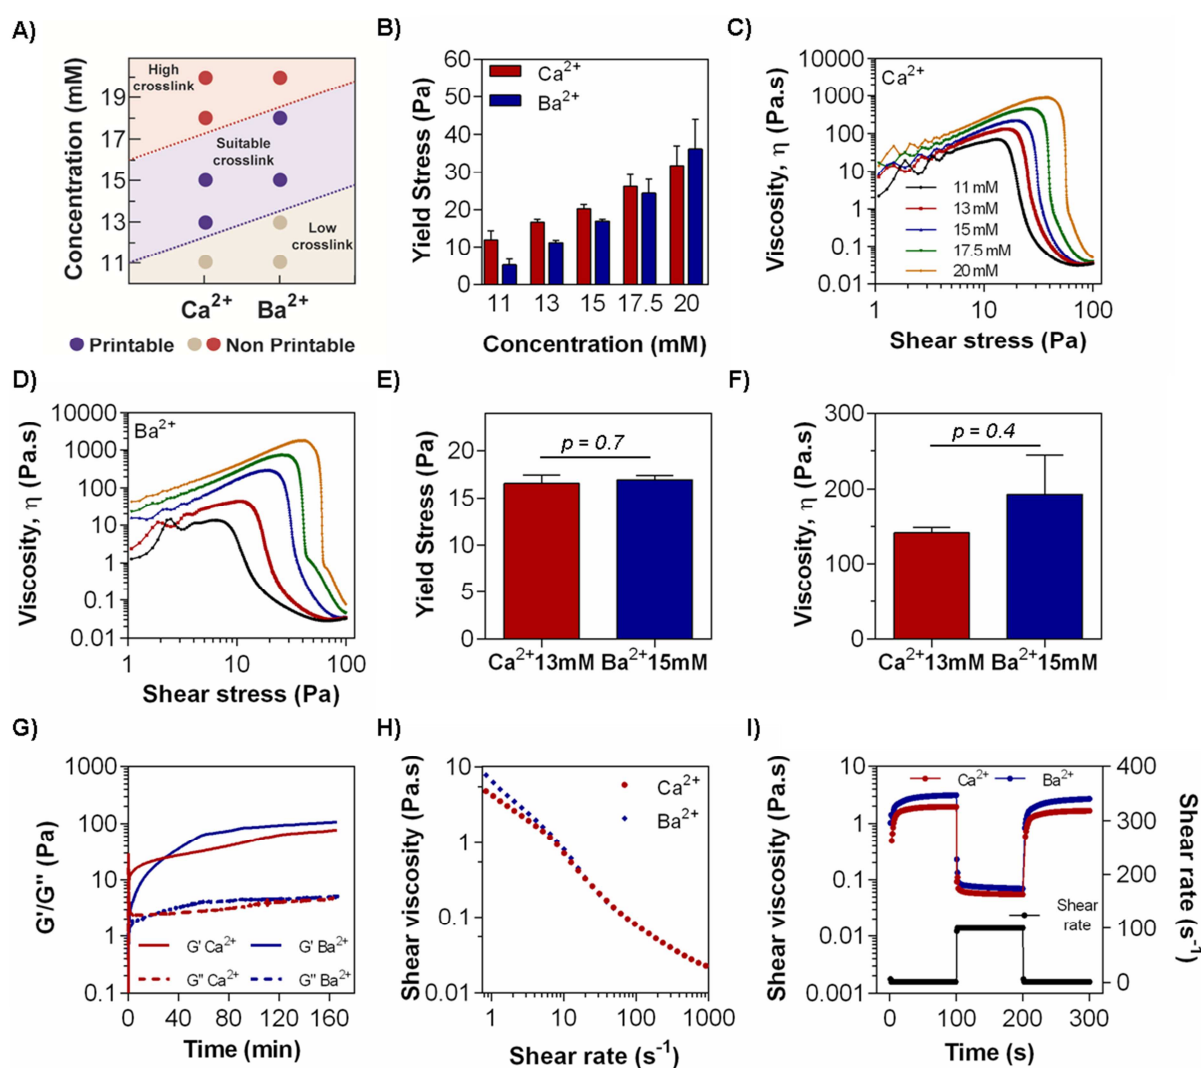 A)
Concentration (mM)
19
17
15
13
11
High
crosslink
Suitable
crosslink
Low
crosslink
Ca²⁺
Ba²⁺
Printable
Non Printable
B)
Yield Stress (Pa)
60
50
40
30
20
10
0
Ca²⁺
Ba²⁺
11
13
15
17.5
20
Concentration (mM)
C)
Viscosity, η (Pa.s)
10000
1000
100
10
1
0.1
0.01
Ca²⁺
11 mM
13 mM
15 mM
17.5 mM
20 mM
1
10
100
Shear stress (Pa)
D)
Viscosity, η (Pa.s)
10000
1000
100
10
1
0.1
0.01
Ba²⁺
1
10
100
Shear stress (Pa)
E)
Yield Stress (Pa)
20
15
10
5
0
p = 0.7
Ca²⁺13mM
Ba²⁺15mM
F)
Viscosity, η (Pa.s)
300
200
100
0
p = 0.4
Ca²⁺13mM
Ba²⁺15mM
G)
G'/G" (Pa)
1000
100
10
1
0.1
G' Ca²⁺
G' Ba²⁺
G" Ca²⁺
G" Ba²⁺
0
40
80
120
160
Time (min)
H)
Shear viscosity (Pa.s)
10
1
0.1
0.01
Ca²⁺
Ba²⁺
1
10
100
1000
Shear rate (s⁻¹)
I)
Shear viscosity (Pa.s)
10
1
0.1
0.01
0.001
Ca²⁺
Ba²⁺
Shear
rate
400
300
200
100
0
Shear rate (s⁻¹)
0
100
200
300
Time (s)